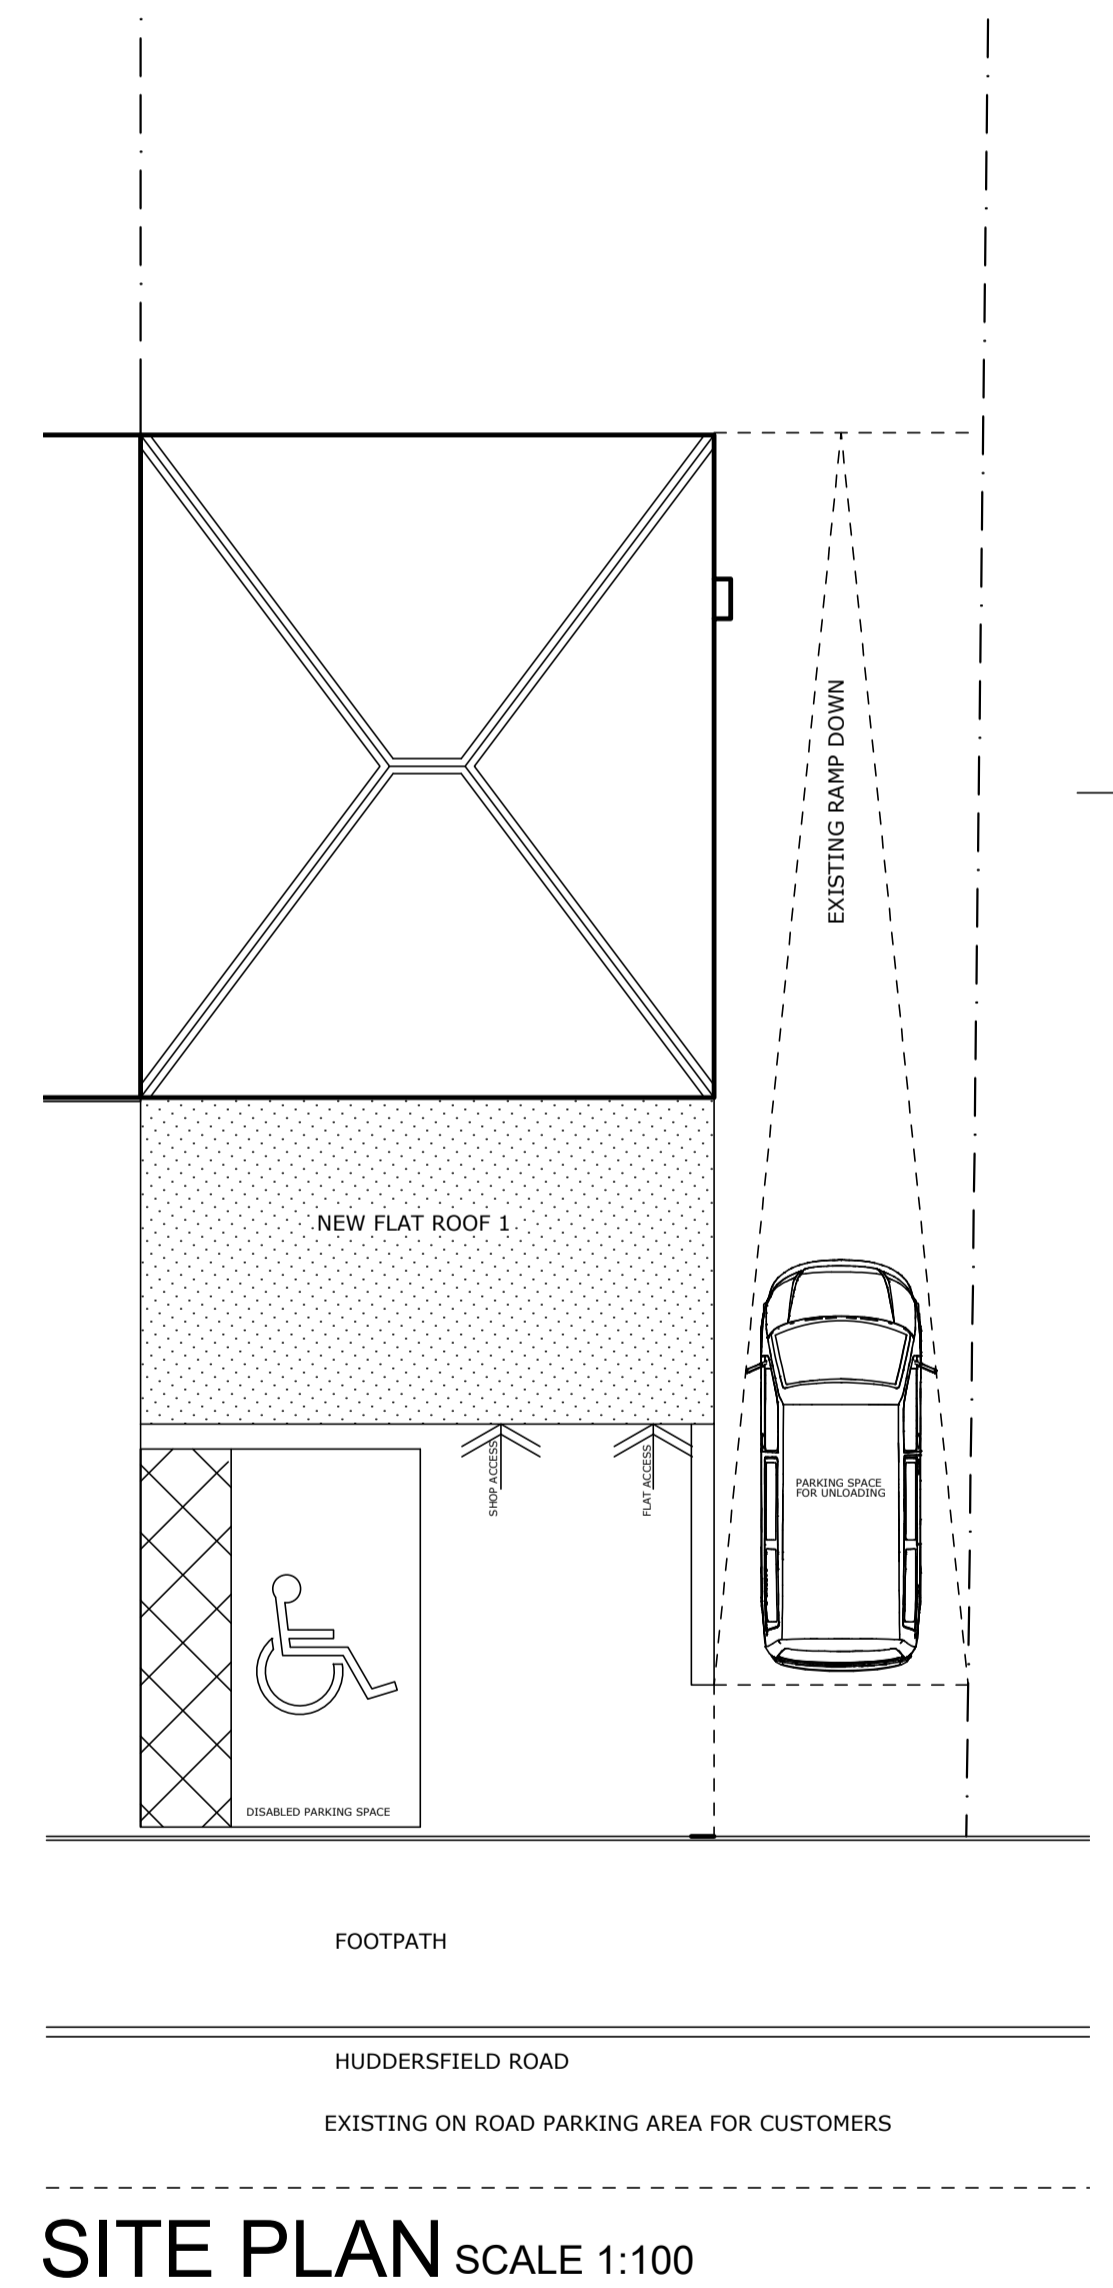 EXISTING RAMP DOWN
NEW FLAT ROOF 1
SHOP ACCESS
FLAT ACCESS
PARKING SPACE
FOR UNLOADING
DISABLED PARKING SPACE
FOOTPATH
HUDDERSFIELD ROAD
EXISTING ON ROAD PARKING AREA FOR CUSTOMERS
SITE PLAN SCALE 1:100